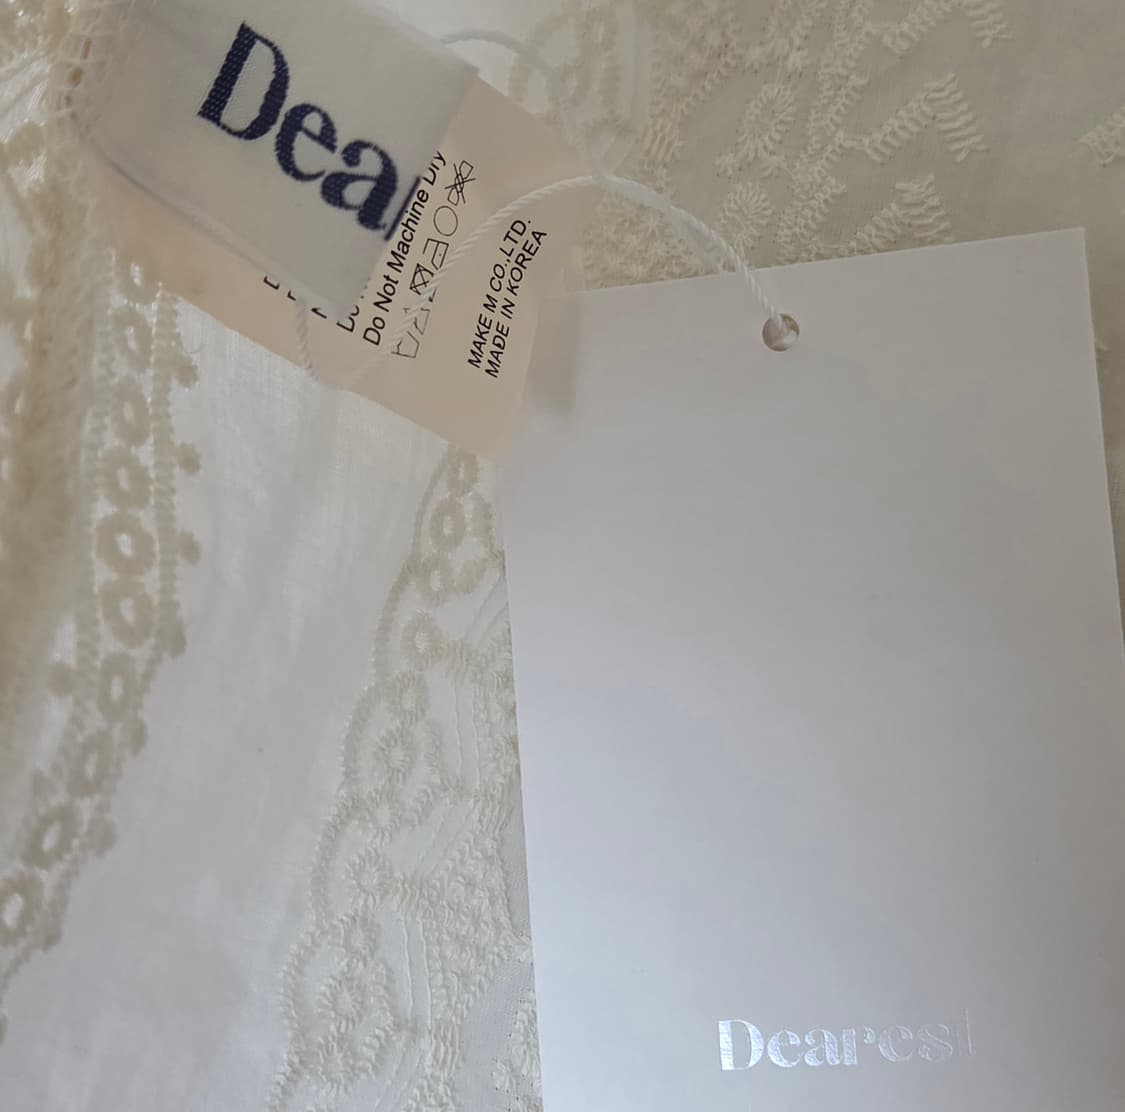 Dea
Do Not Machine Dry
MAKE M CO.,LTD.
MADE IN KOREA
Dearest